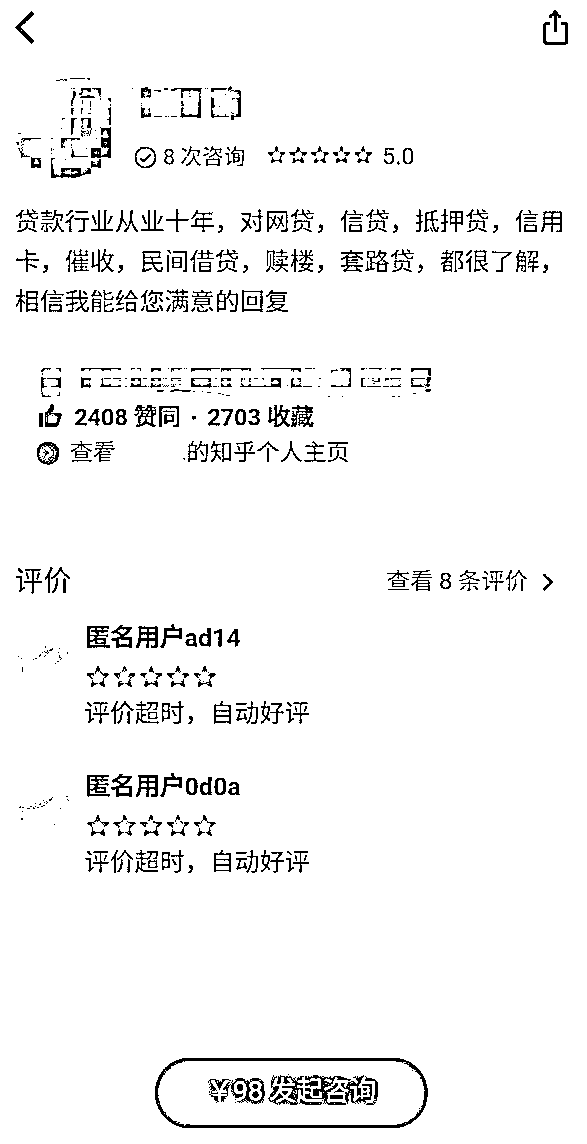 8 次咨询 5.0
贷款行业从业十年，对网贷，信贷，抵押贷，信用
卡，催收，民间借贷，赎楼，套路贷，都很了解，
相信我能给您满意的回复
2408 赞同 · 2703 收藏
查看 的知乎个人主页
评价 查看 8 条评价
匿名用户ad14
评价超时，自动好评
匿名用户0d0a
评价超时，自动好评
￥98 发起咨询